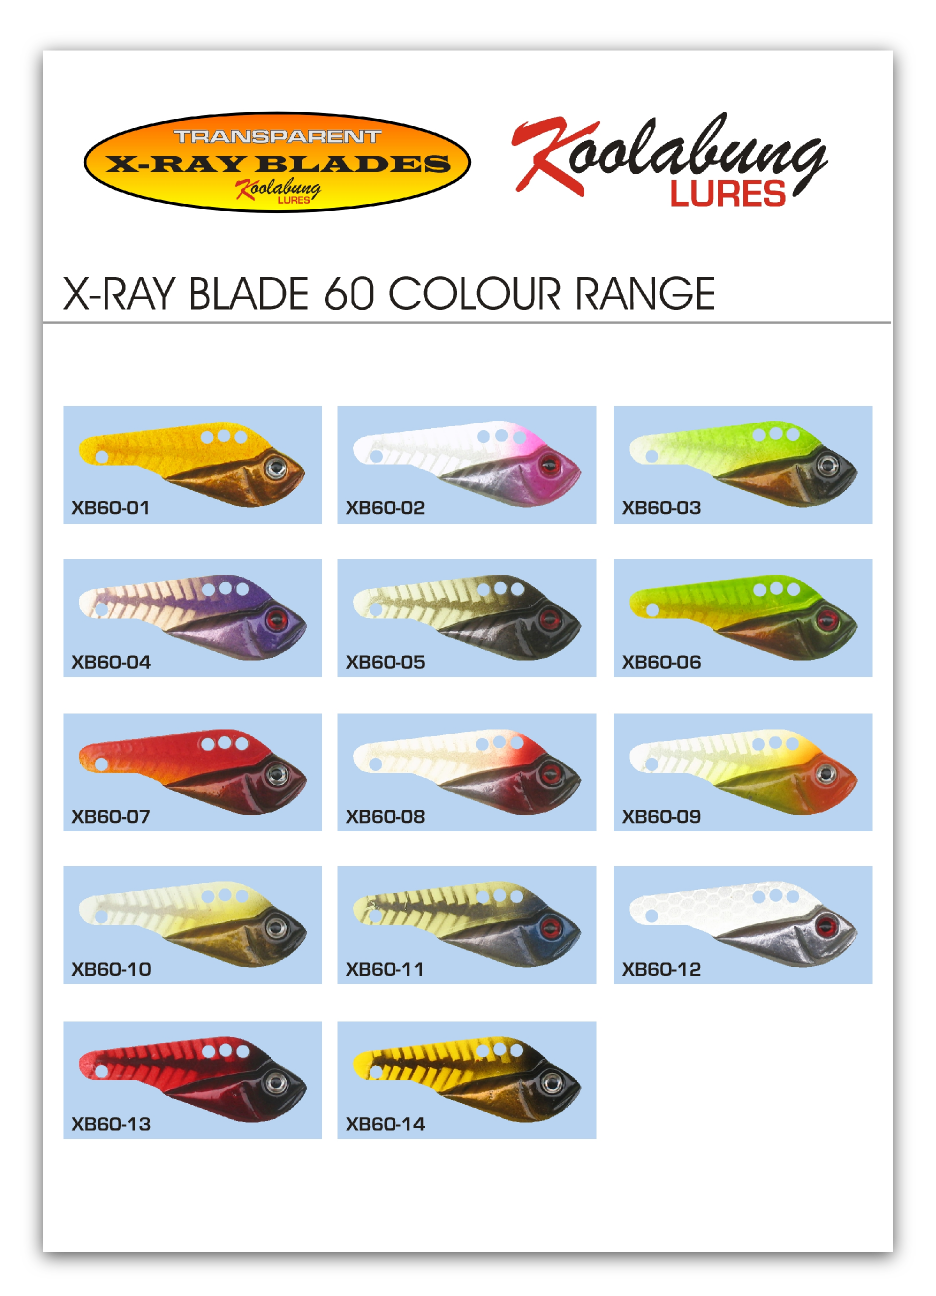 TRANSPARENT
X-RAY BLADES
Koolabung
LURES
Koolabung
LURES
X-RAY BLADE 60 COLOUR RANGE
XB60-01
XB60-02
XB60-03
XB60-04
XB60-05
XB60-06
XB60-07
XB60-08
XB60-09
XB60-10
XB60-11
XB60-12
XB60-13
XB60-14